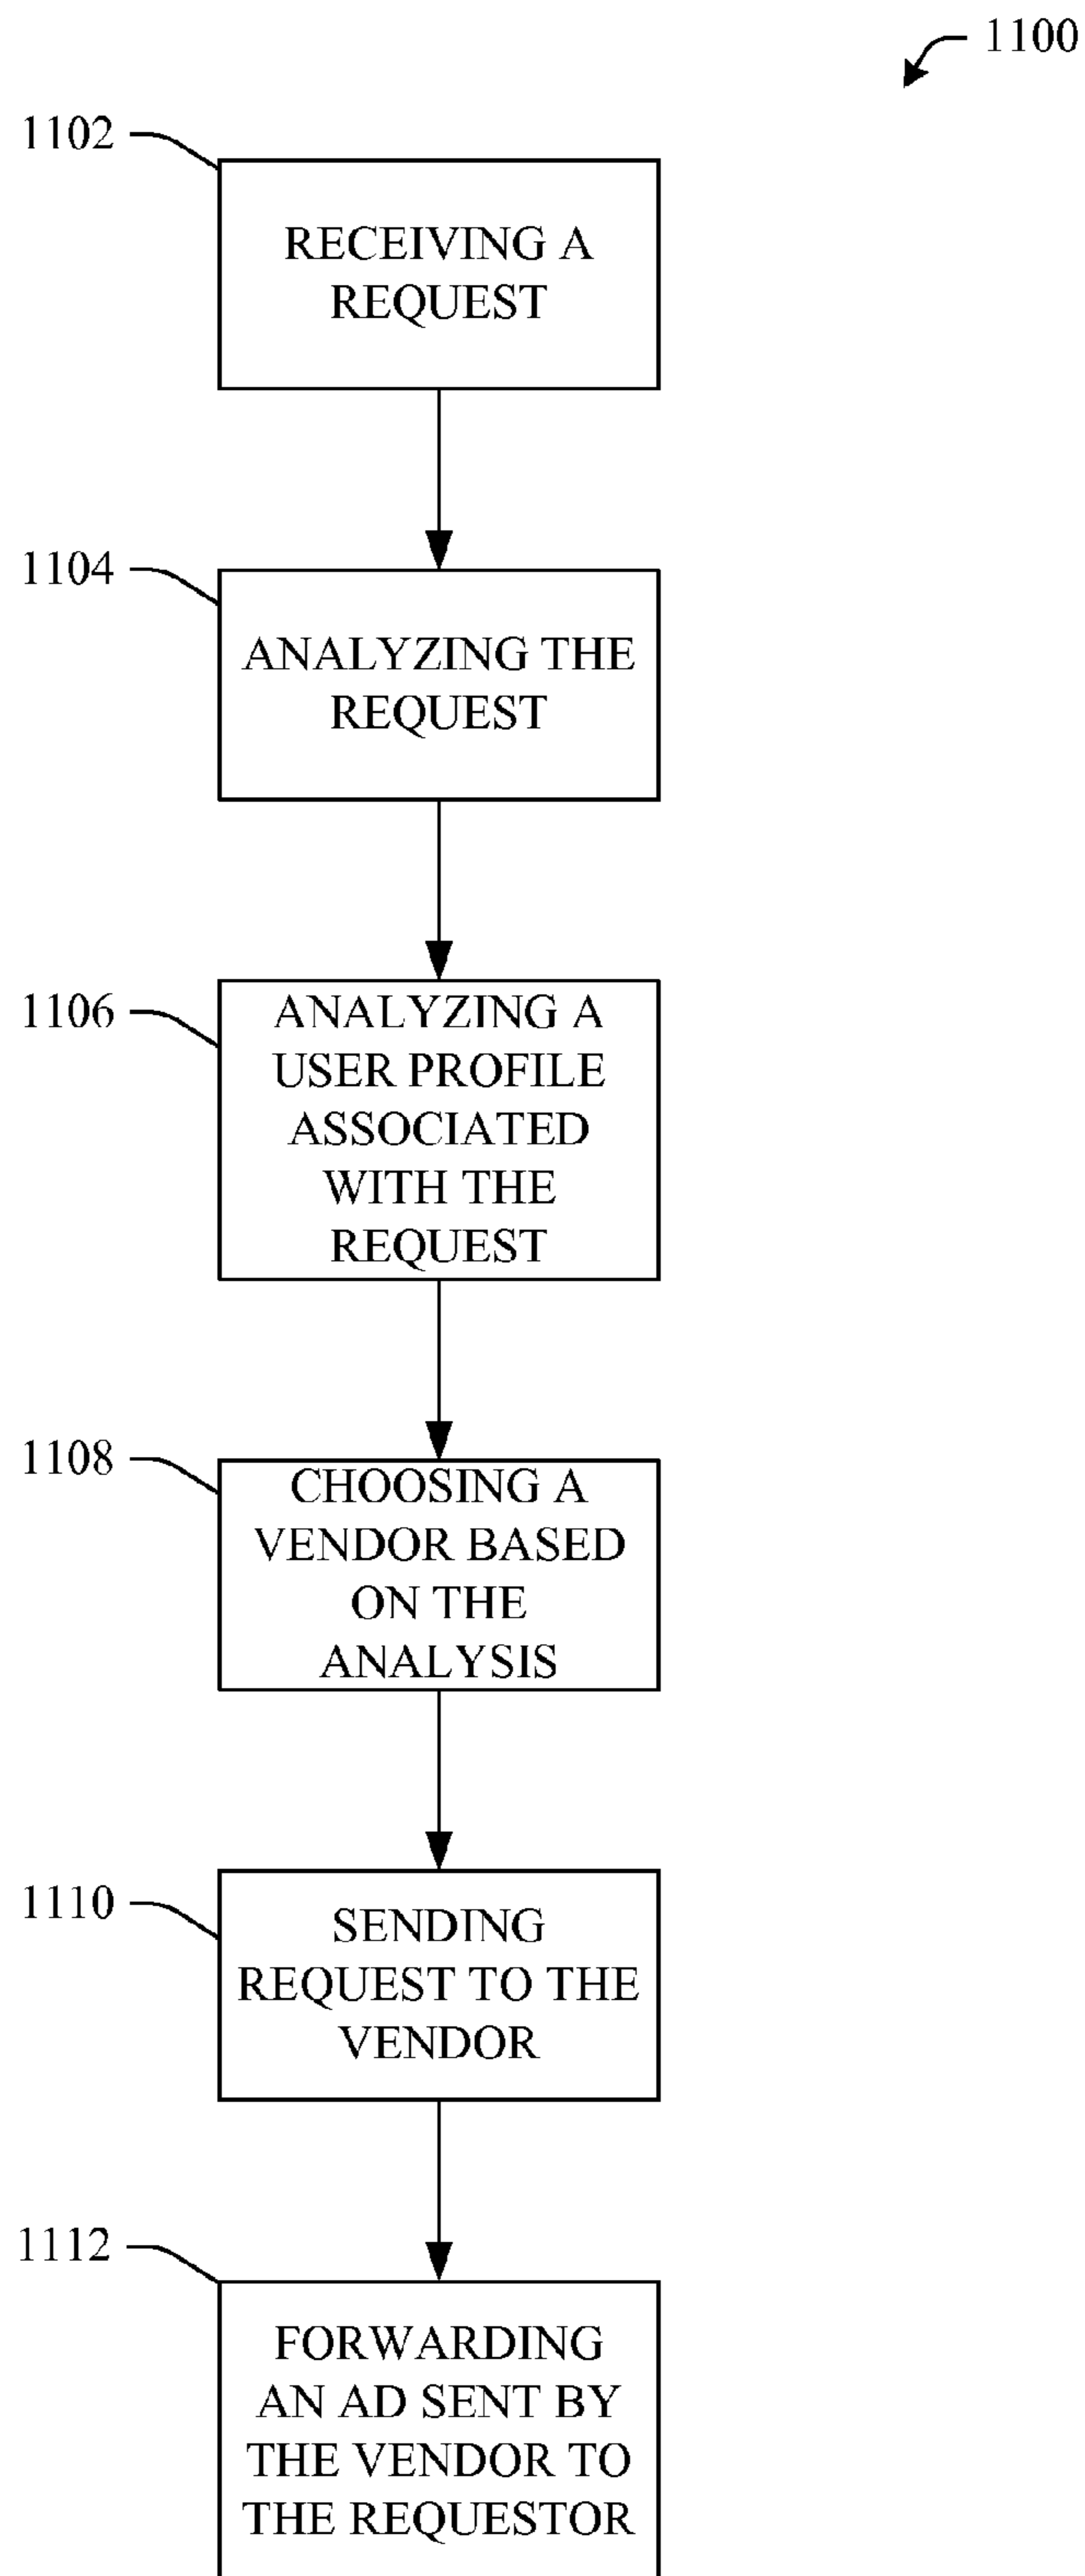 1100
1102
RECEIVING A
REQUEST
1104
ANALYZING THE
REQUEST
1106
ANALYZING A
USER PROFILE
ASSOCIATED
WITH THE
REQUEST
1108
CHOOSING A
VENDOR BASED
ON THE
ANALYSIS
1110
SENDING
REQUEST TO THE
VENDOR
1112
FORWARDING
AN AD SENT BY
THE VENDOR TO
THE REQUESTOR